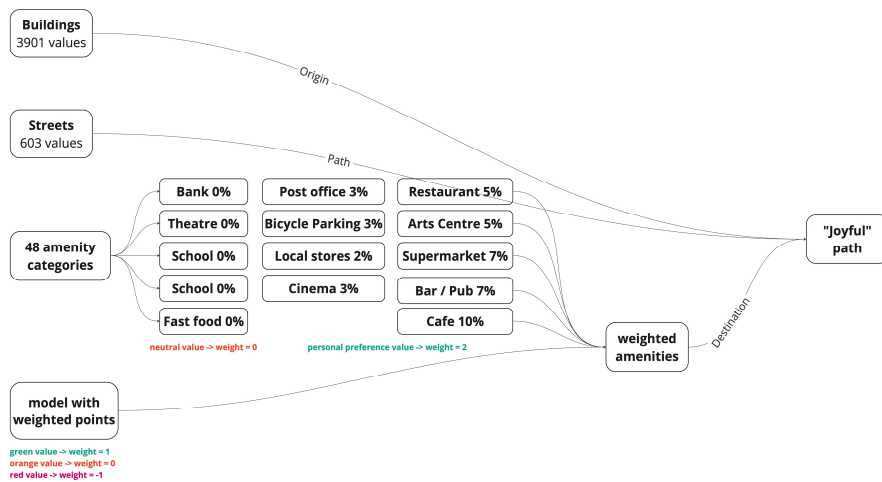 Buildings
3901 values
Origin
Streets
603 values
Path
48 amenity
categories
Bank 0%
Post office 3%
Restaurant 5%
Theatre 0%
Bicycle Parking 3%
Arts Centre 5%
School 0%
Local stores 2%
Supermarket 7%
School 0%
Cinema 3%
Bar / Pub 7%
Fast food 0%
Cafe 10%
neutral value -> weight = 0
personal preference value -> weight = 2
"Joyful"
path
Destination
weighted
amenities
model with
weighted points
green value -> weight = 1
orange value -> weight = 0
red value -> weight = -1